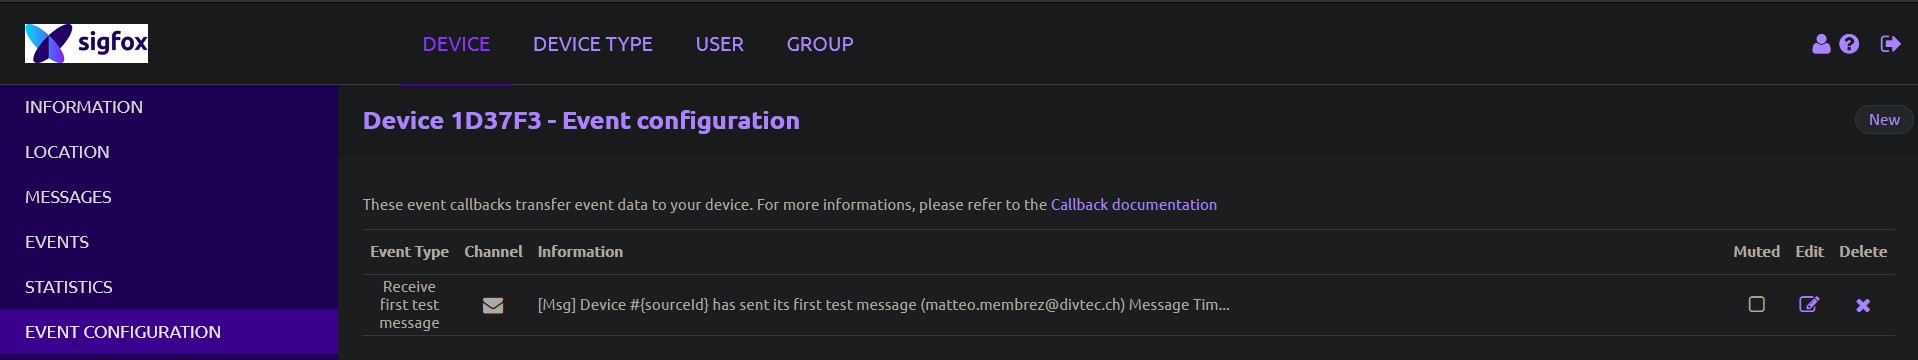 sigfox
DEVICE DEVICE TYPE USER GROUP
INFORMATION
LOCATION
MESSAGES
EVENTS
STATISTICS
EVENT CONFIGURATION
Device 1D37F3 - Event configuration
New
These event callbacks transfer event data to your device. For more informations, please refer to the Callback documentation
Event Type Channel Information Muted Edit Delete
Receive
first test
message
[Msg] Device #{sourceId} has sent its first test message (matteo.membrez@divtec.ch) Message Tim...